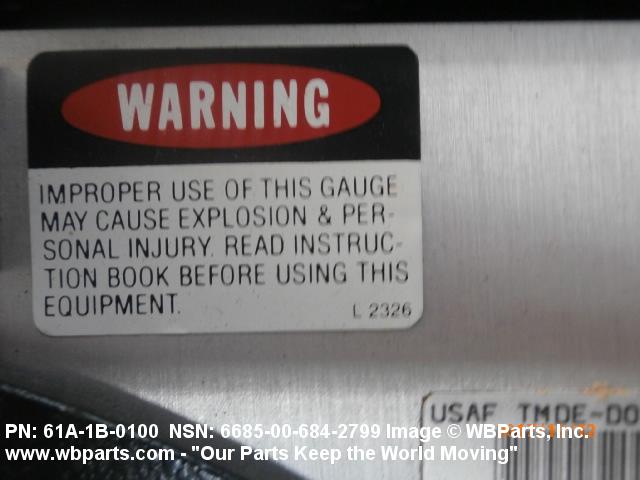 WARNING
IMPROPER USE OF THIS GAUGE
MAY CAUSE EXPLOSION & PER-
SONAL INJURY. READ INSTRUC-
TION BOOK BEFORE USING THIS
EQUIPMENT.
L 2326
USAF TMDE-DO
PN: 61A-1B-0100 NSN: 6685-00-684-2799 Image © WBParts, Inc.
www.wbparts.com - "Our Parts Keep the World Moving"